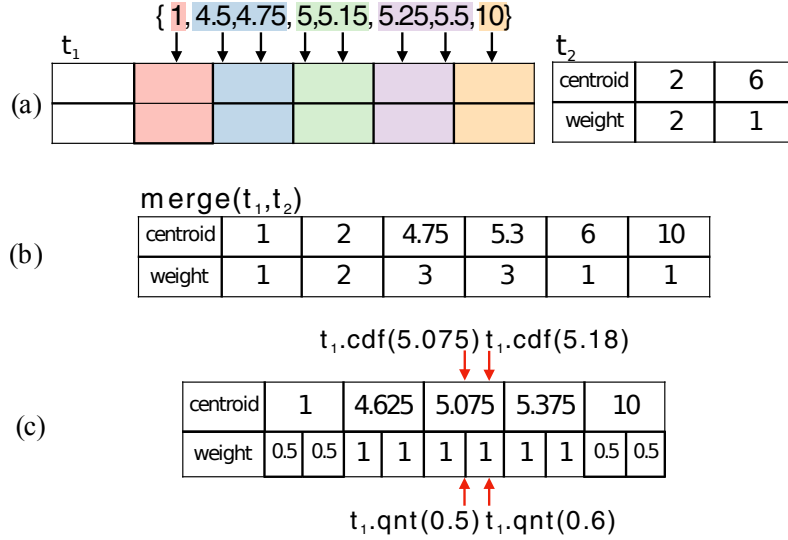 { 1, 4.5,4.75, 5,5.15, 5.25,5.5, 10}
t1
t2
(a)
centroid 2 6
weight 2 1
merge(t1,t2)
(b)
centroid 1 2 4.75 5.3 6 10
weight 1 2 3 3 1 1
t1.cdf(5.075) t1.cdf(5.18)
(c)
centroid 1 4.625 5.075 5.375 10
weight 0.5 0.5 1 1 1 1 1 1 0.5 0.5
t1.qnt(0.5) t1.qnt(0.6)